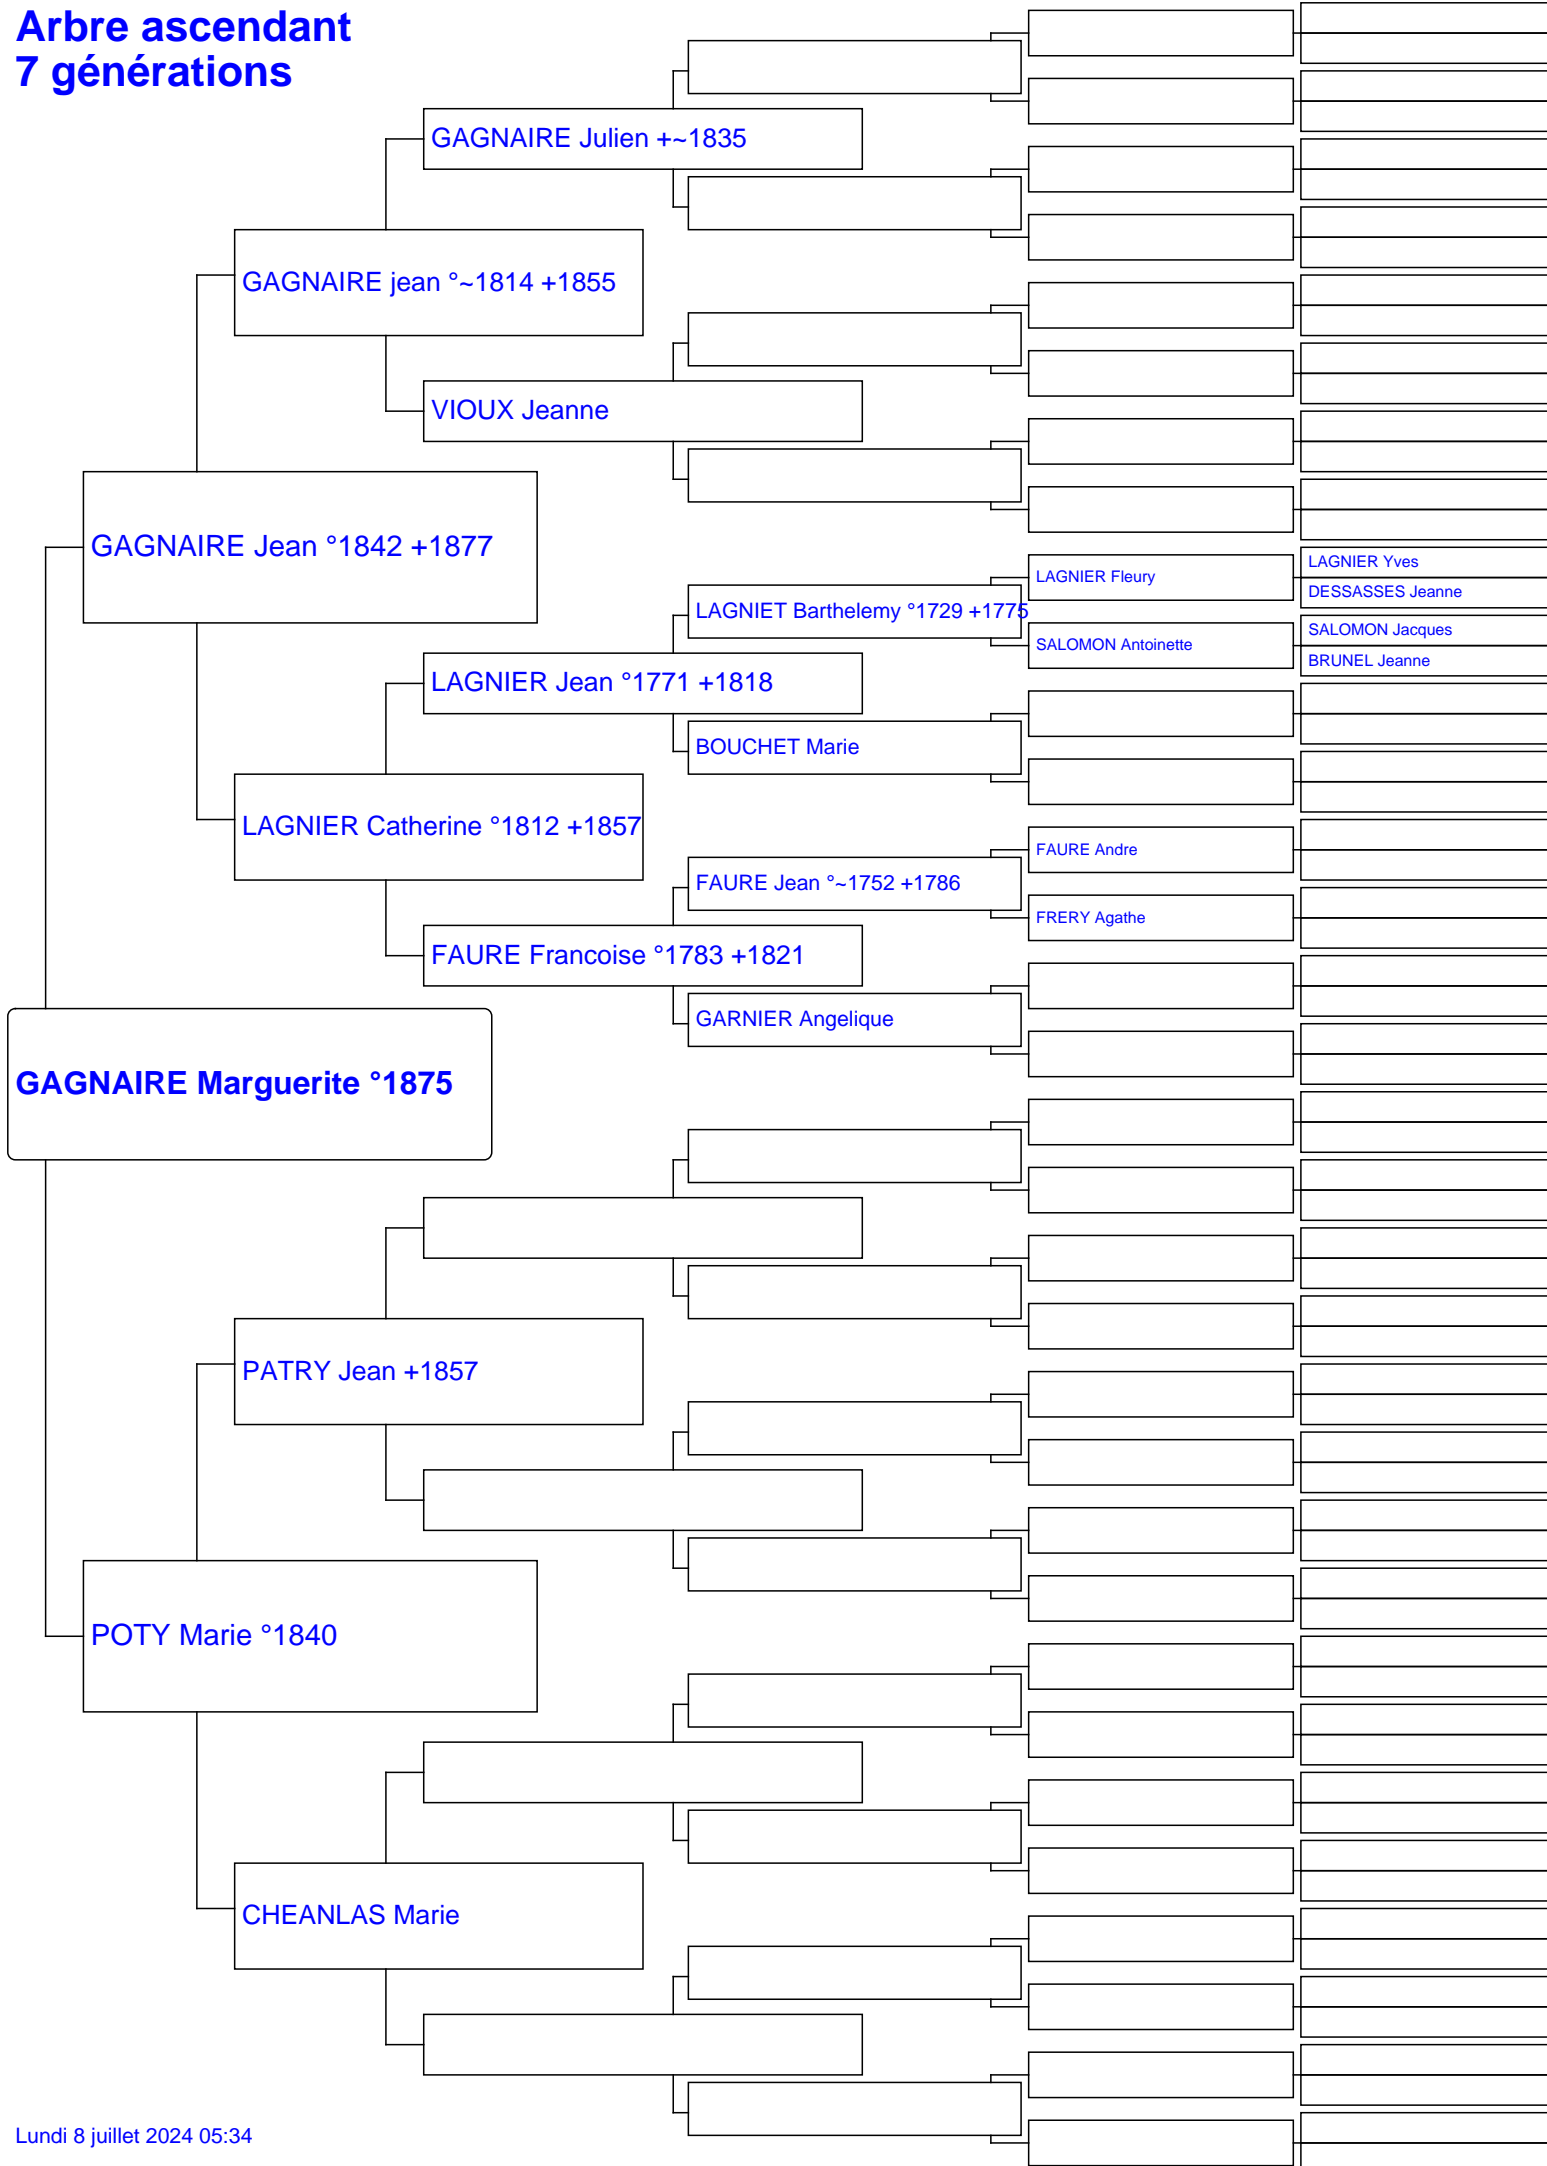 Arbre ascendant
7 générations
GAGNAIRE Julien +~1835
GAGNAIRE jean °~1814 +1855
VIOUX Jeanne
GAGNAIRE Jean °1842 +1877
LAGNIER Yves
LAGNIER Fleury
DESSASSES Jeanne
LAGNIET Barthelemy °1729 +1775
SALOMON Jacques
SALOMON Antoinette
BRUNEL Jeanne
LAGNIER Jean °1771 +1818
BOUCHET Marie
LAGNIER Catherine °1812 +1857
FAURE Andre
FAURE Jean °~1752 +1786
FRERY Agathe
FAURE Francoise °1783 +1821
GARNIER Angelique
GAGNAIRE Marguerite °1875
PATRY Jean +1857
POTY Marie °1840
CHEANLAS Marie
Lundi 8 juillet 2024 05:34